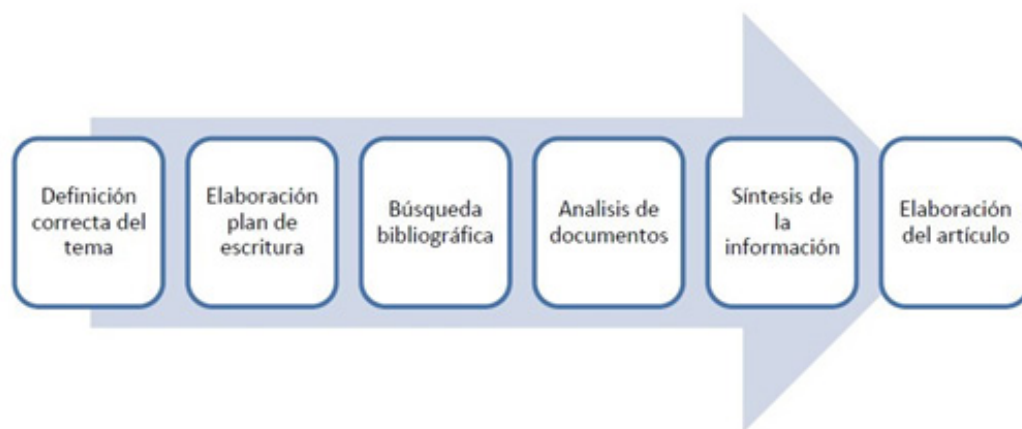 Definición
correcta del
tema
Elaboración
plan de
escritura
Búsqueda
bibliográfica
Analisis de
documentos
Síntesis de
la
información
Elaboración
del artículo